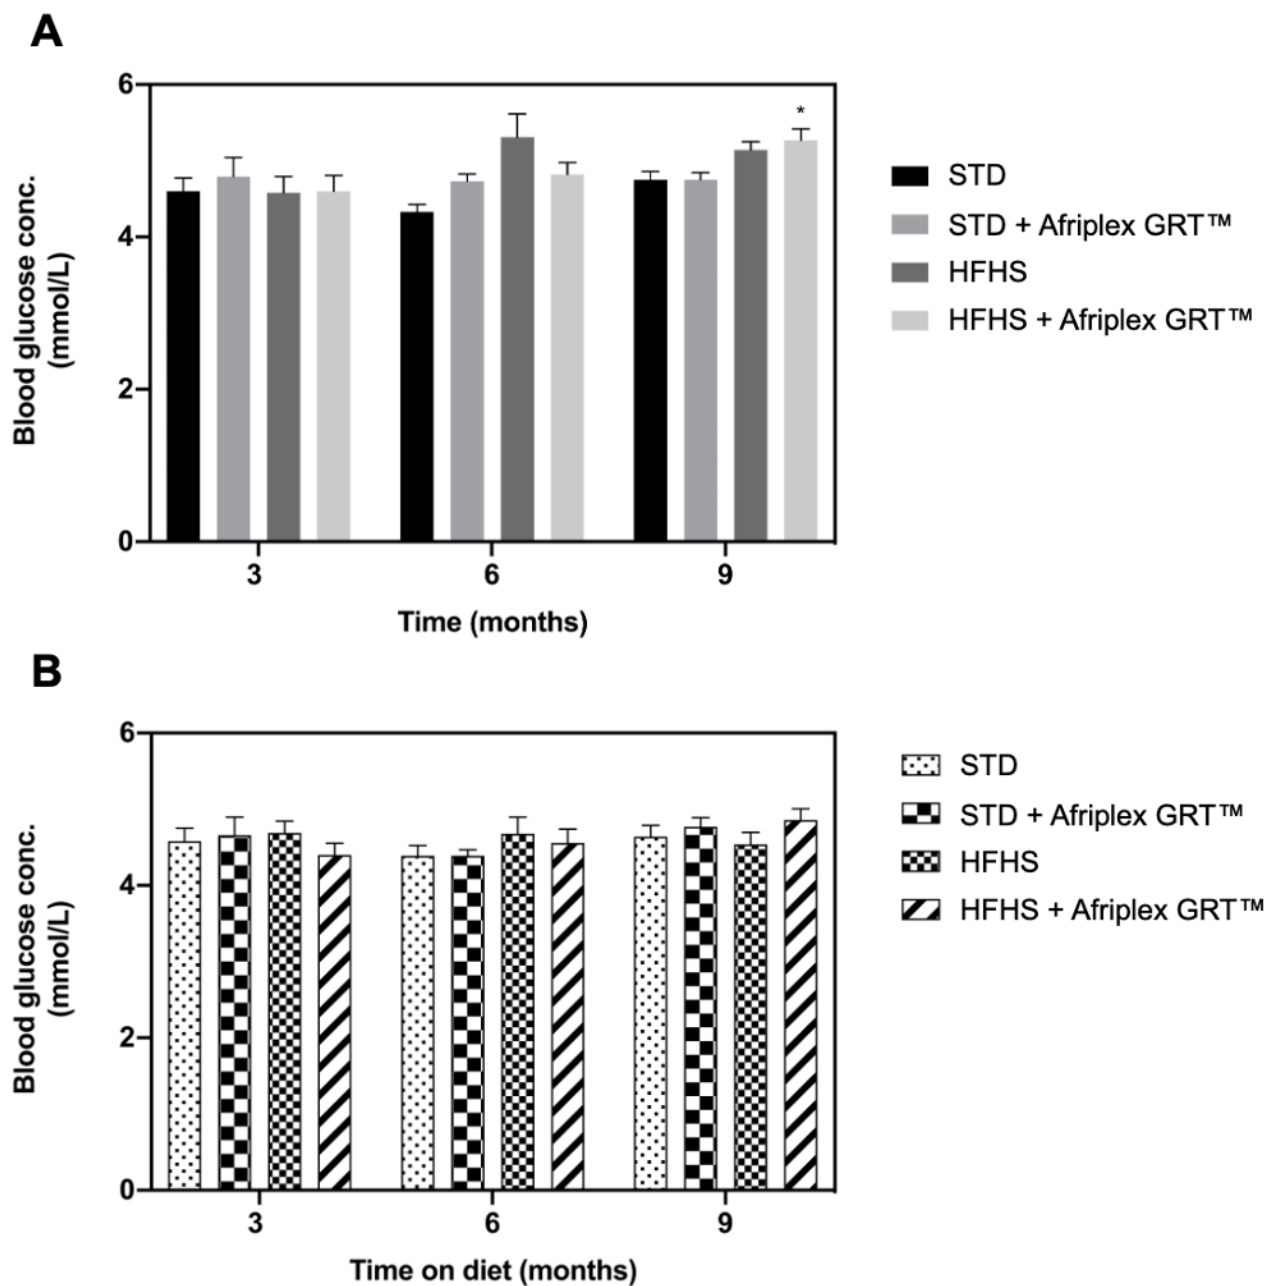 A
6
4
2
0
Blood glucose conc.
(mmol/L)
3 6 9
Time (months)
*
STD
STD + Afriplex GRT™
HFHS
HFHS + Afriplex GRT™
B
6
4
2
0
Blood glucose conc.
(mmol/L)
3 6 9
Time on diet (months)
STD
STD + Afriplex GRT™
HFHS
HFHS + Afriplex GRT™